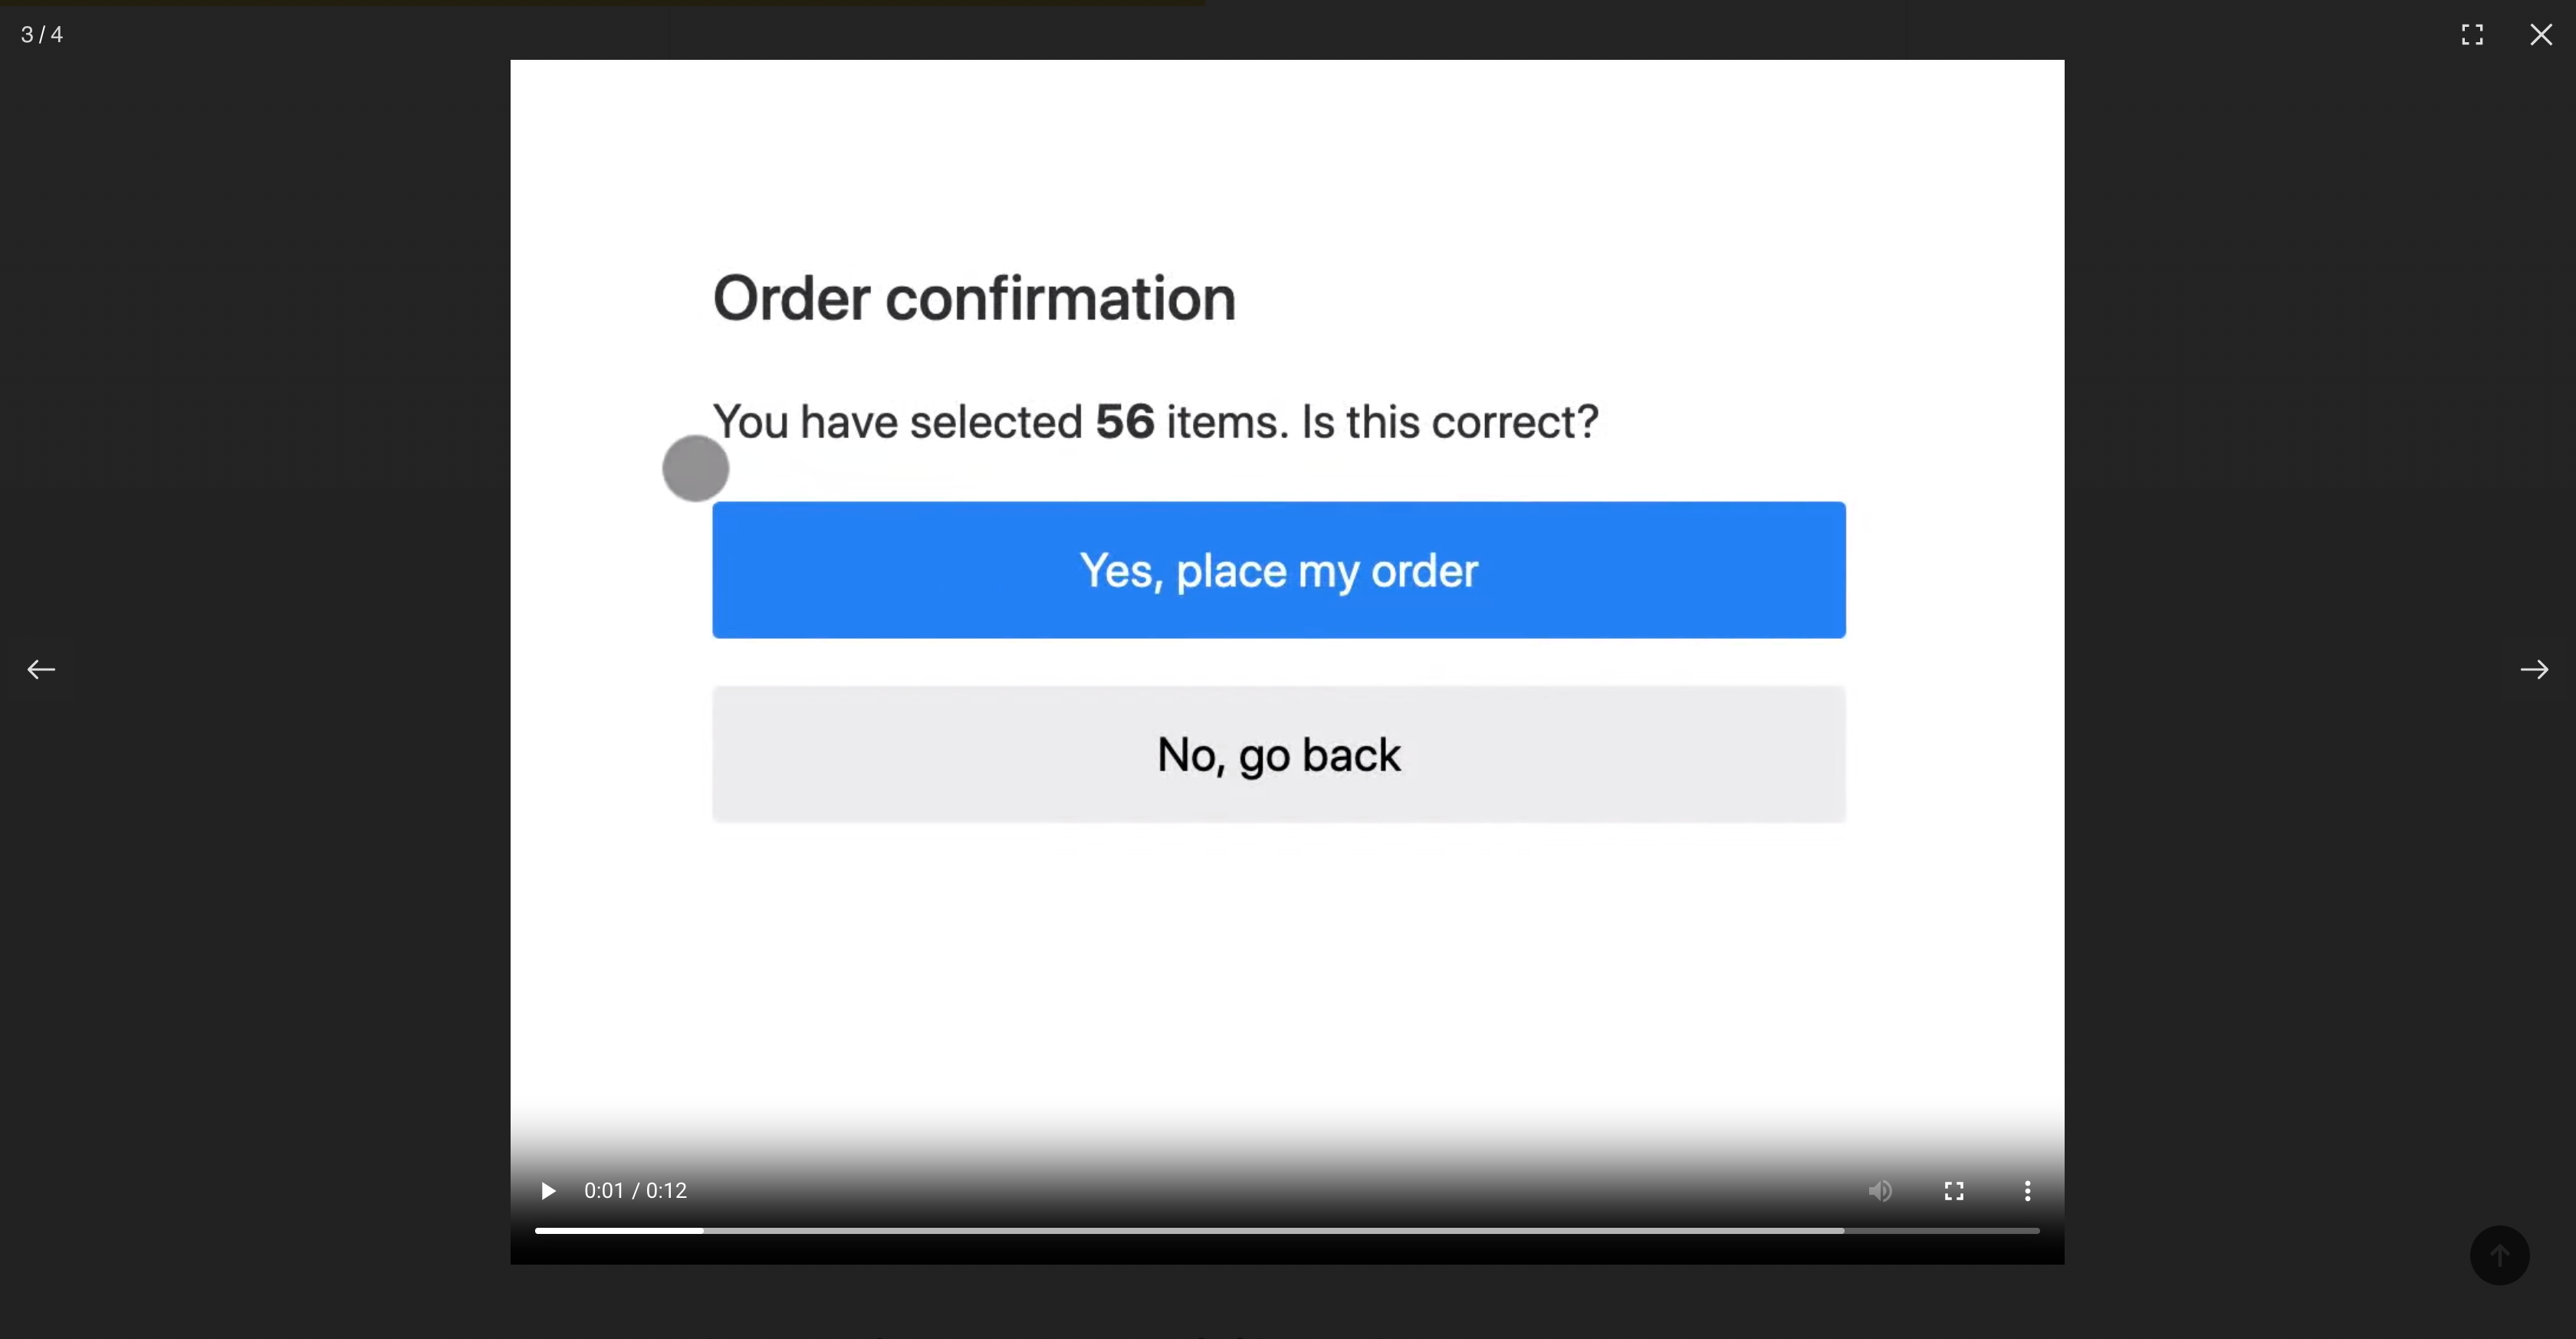 3 / 4
Order confirmation
You have selected 56 items. Is this correct?
Yes, place my order
No, go back
0:01 / 0:12